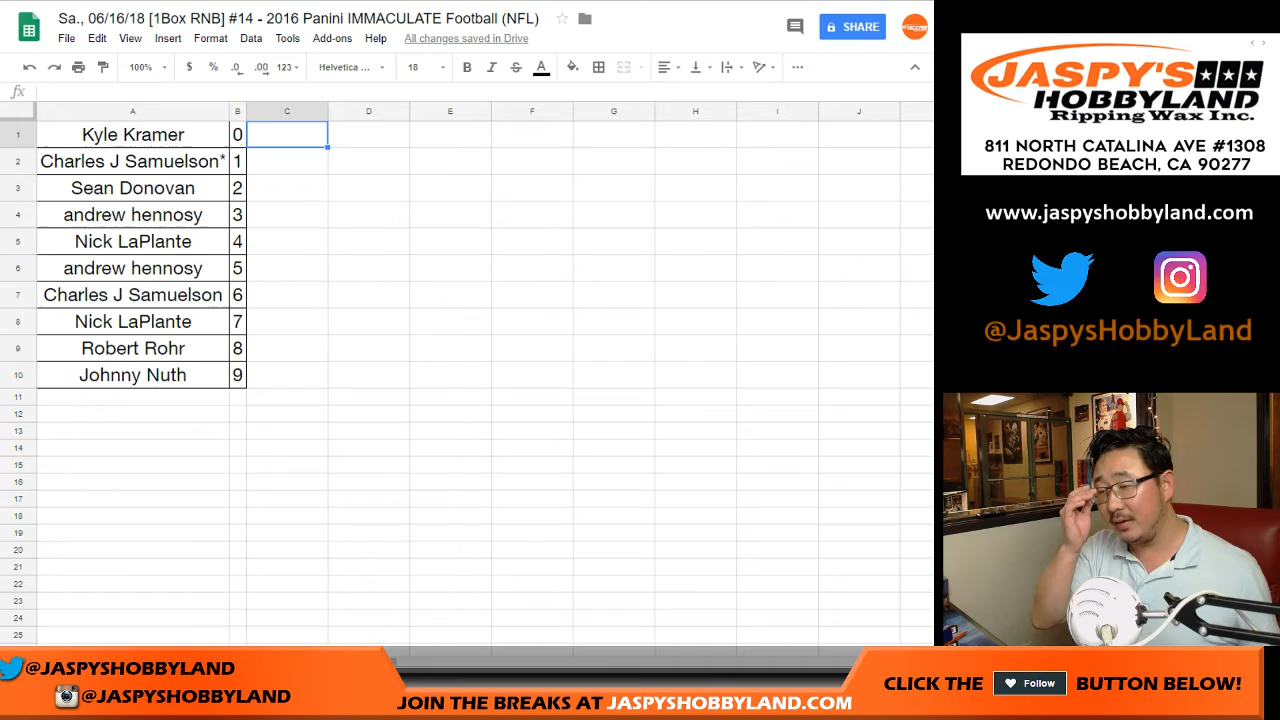 Sa., 06/16/18 [1Box RNB] #14 - 2016 Panini IMMACULATE Football (NFL)
File Edit View Insert Format Data Tools Add-ons Help All changes saved in Drive
SHARE
100% $ % .0 .00 123 Helvetica ... 18 B I S A
fx
A B C D E F G H I J
1 Kyle Kramer 0
2 Charles J Samuelson* 1
3 Sean Donovan 2
4 andrew hennosy 3
5 Nick LaPlante 4
6 andrew hennosy 5
7 Charles J Samuelson 6
8 Nick LaPlante 7
9 Robert Rohr 8
10 Johnny Nuth 9
11
12
13
14
15
16
17
18
19
20
21
22
23
24
25
JASPY'S
HOBBYLAND
Ripping Wax Inc.
811 NORTH CATALINA AVE #1308
REDONDO BEACH, CA 90277
www.jaspyshobbyland.com
@JaspysHobbyLand
@JASPYSHOBBYLAND
@JASPYSHOBBYLAND
JOIN THE BREAKS AT JASPYSHOBBYLAND.COM
CLICK THE Follow BUTTON BELOW!